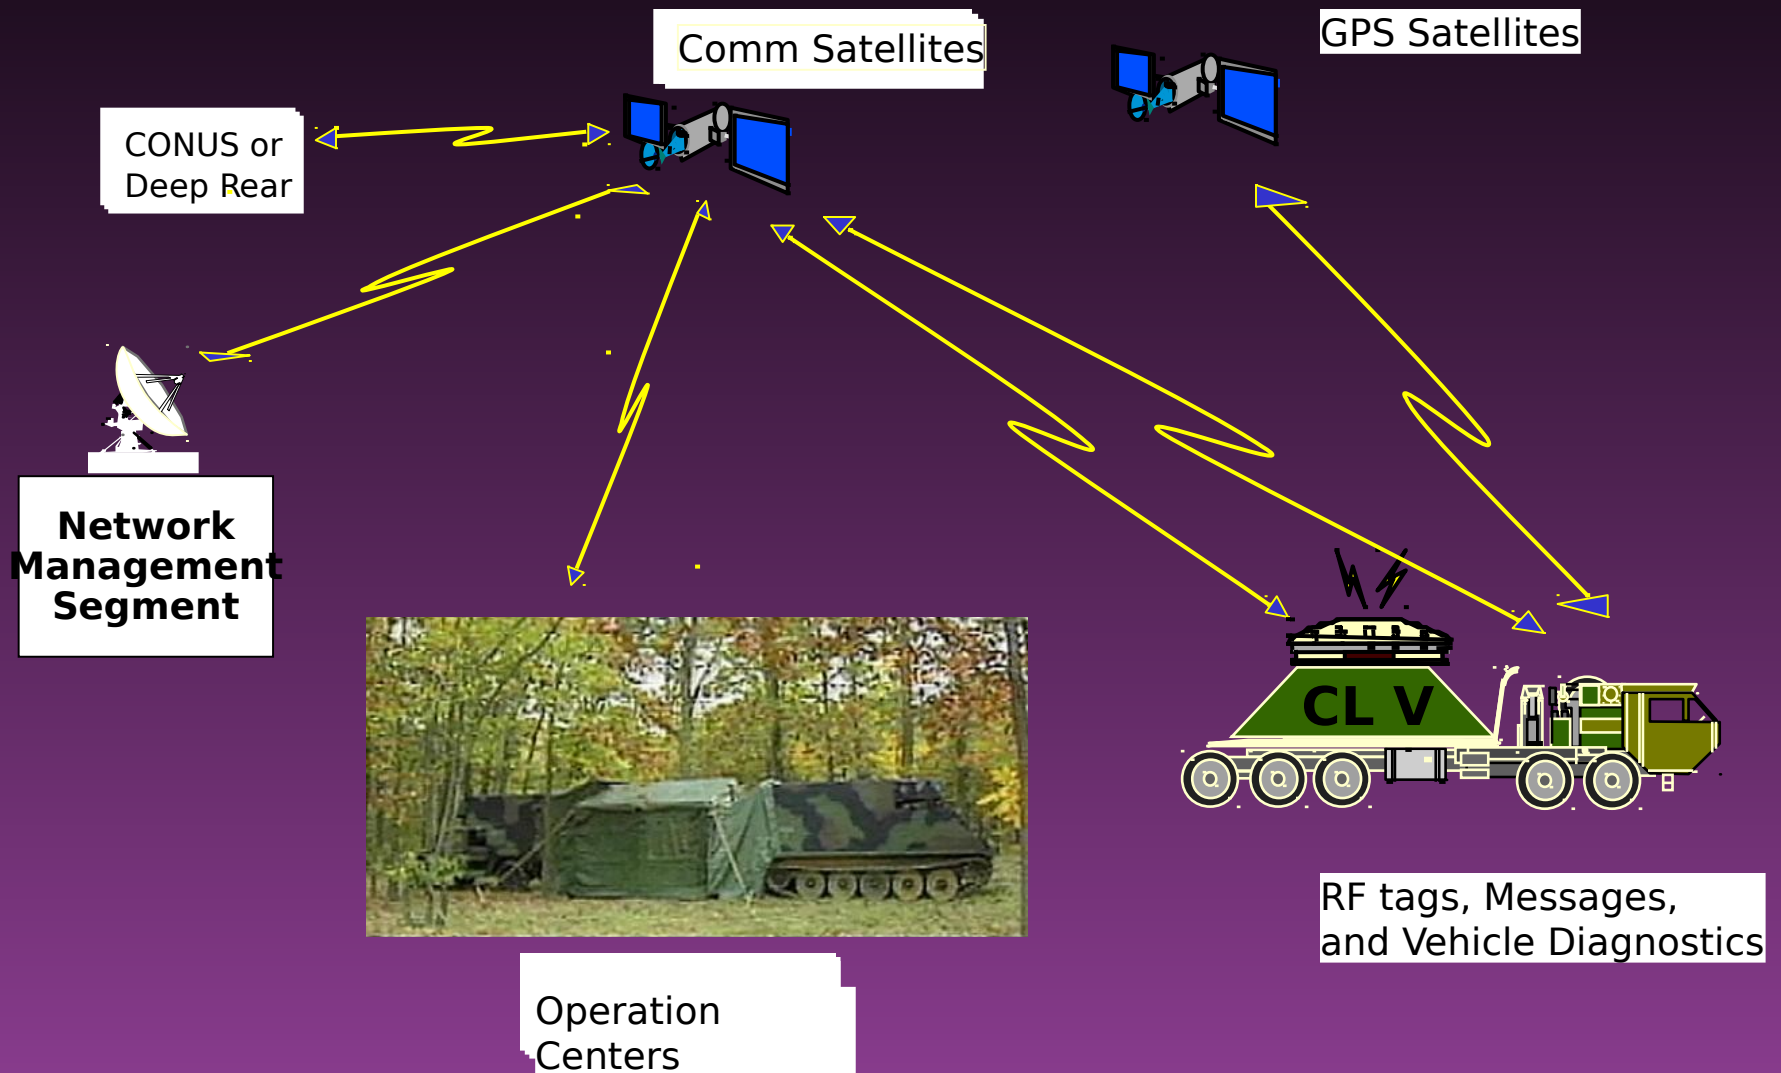 Comm Satellites
GPS Satellites
CONUS or
Deep Rear
Network
Management
Segment
CL V
RF tags, Messages,
and Vehicle Diagnostics
Operation
Centers